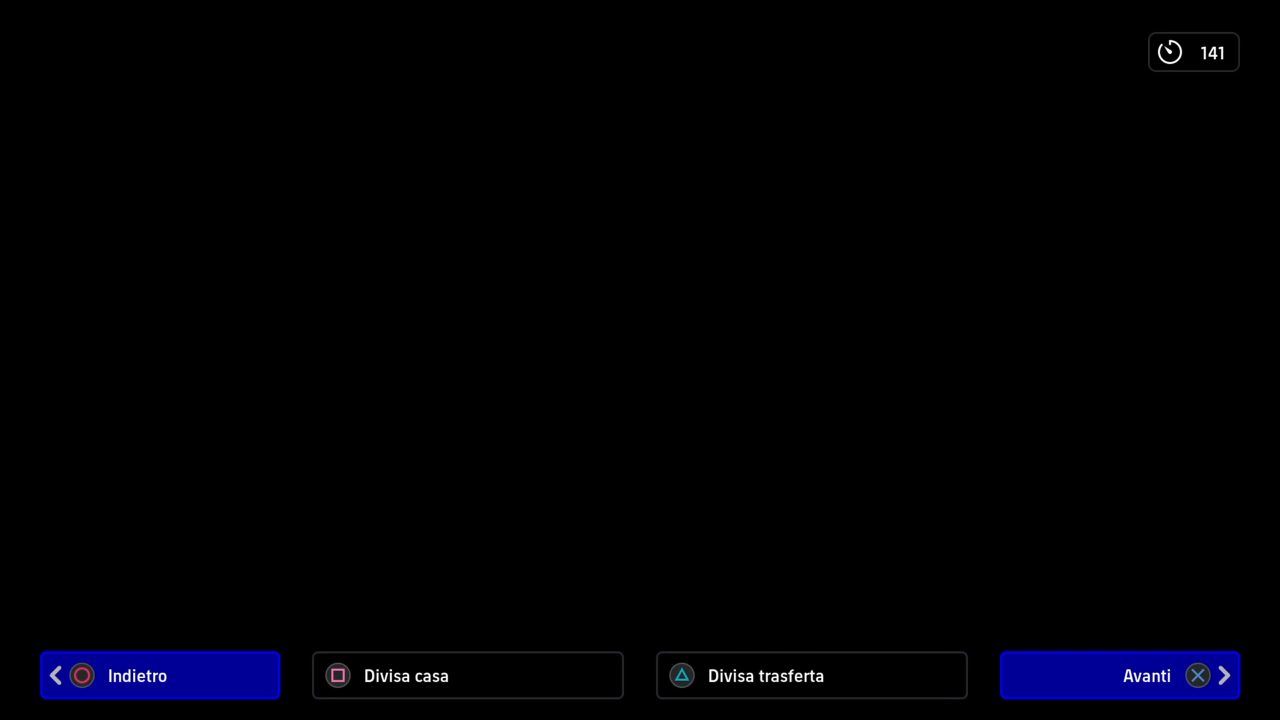 141
Indietro
Divisa casa
Divisa trasferta
Avanti